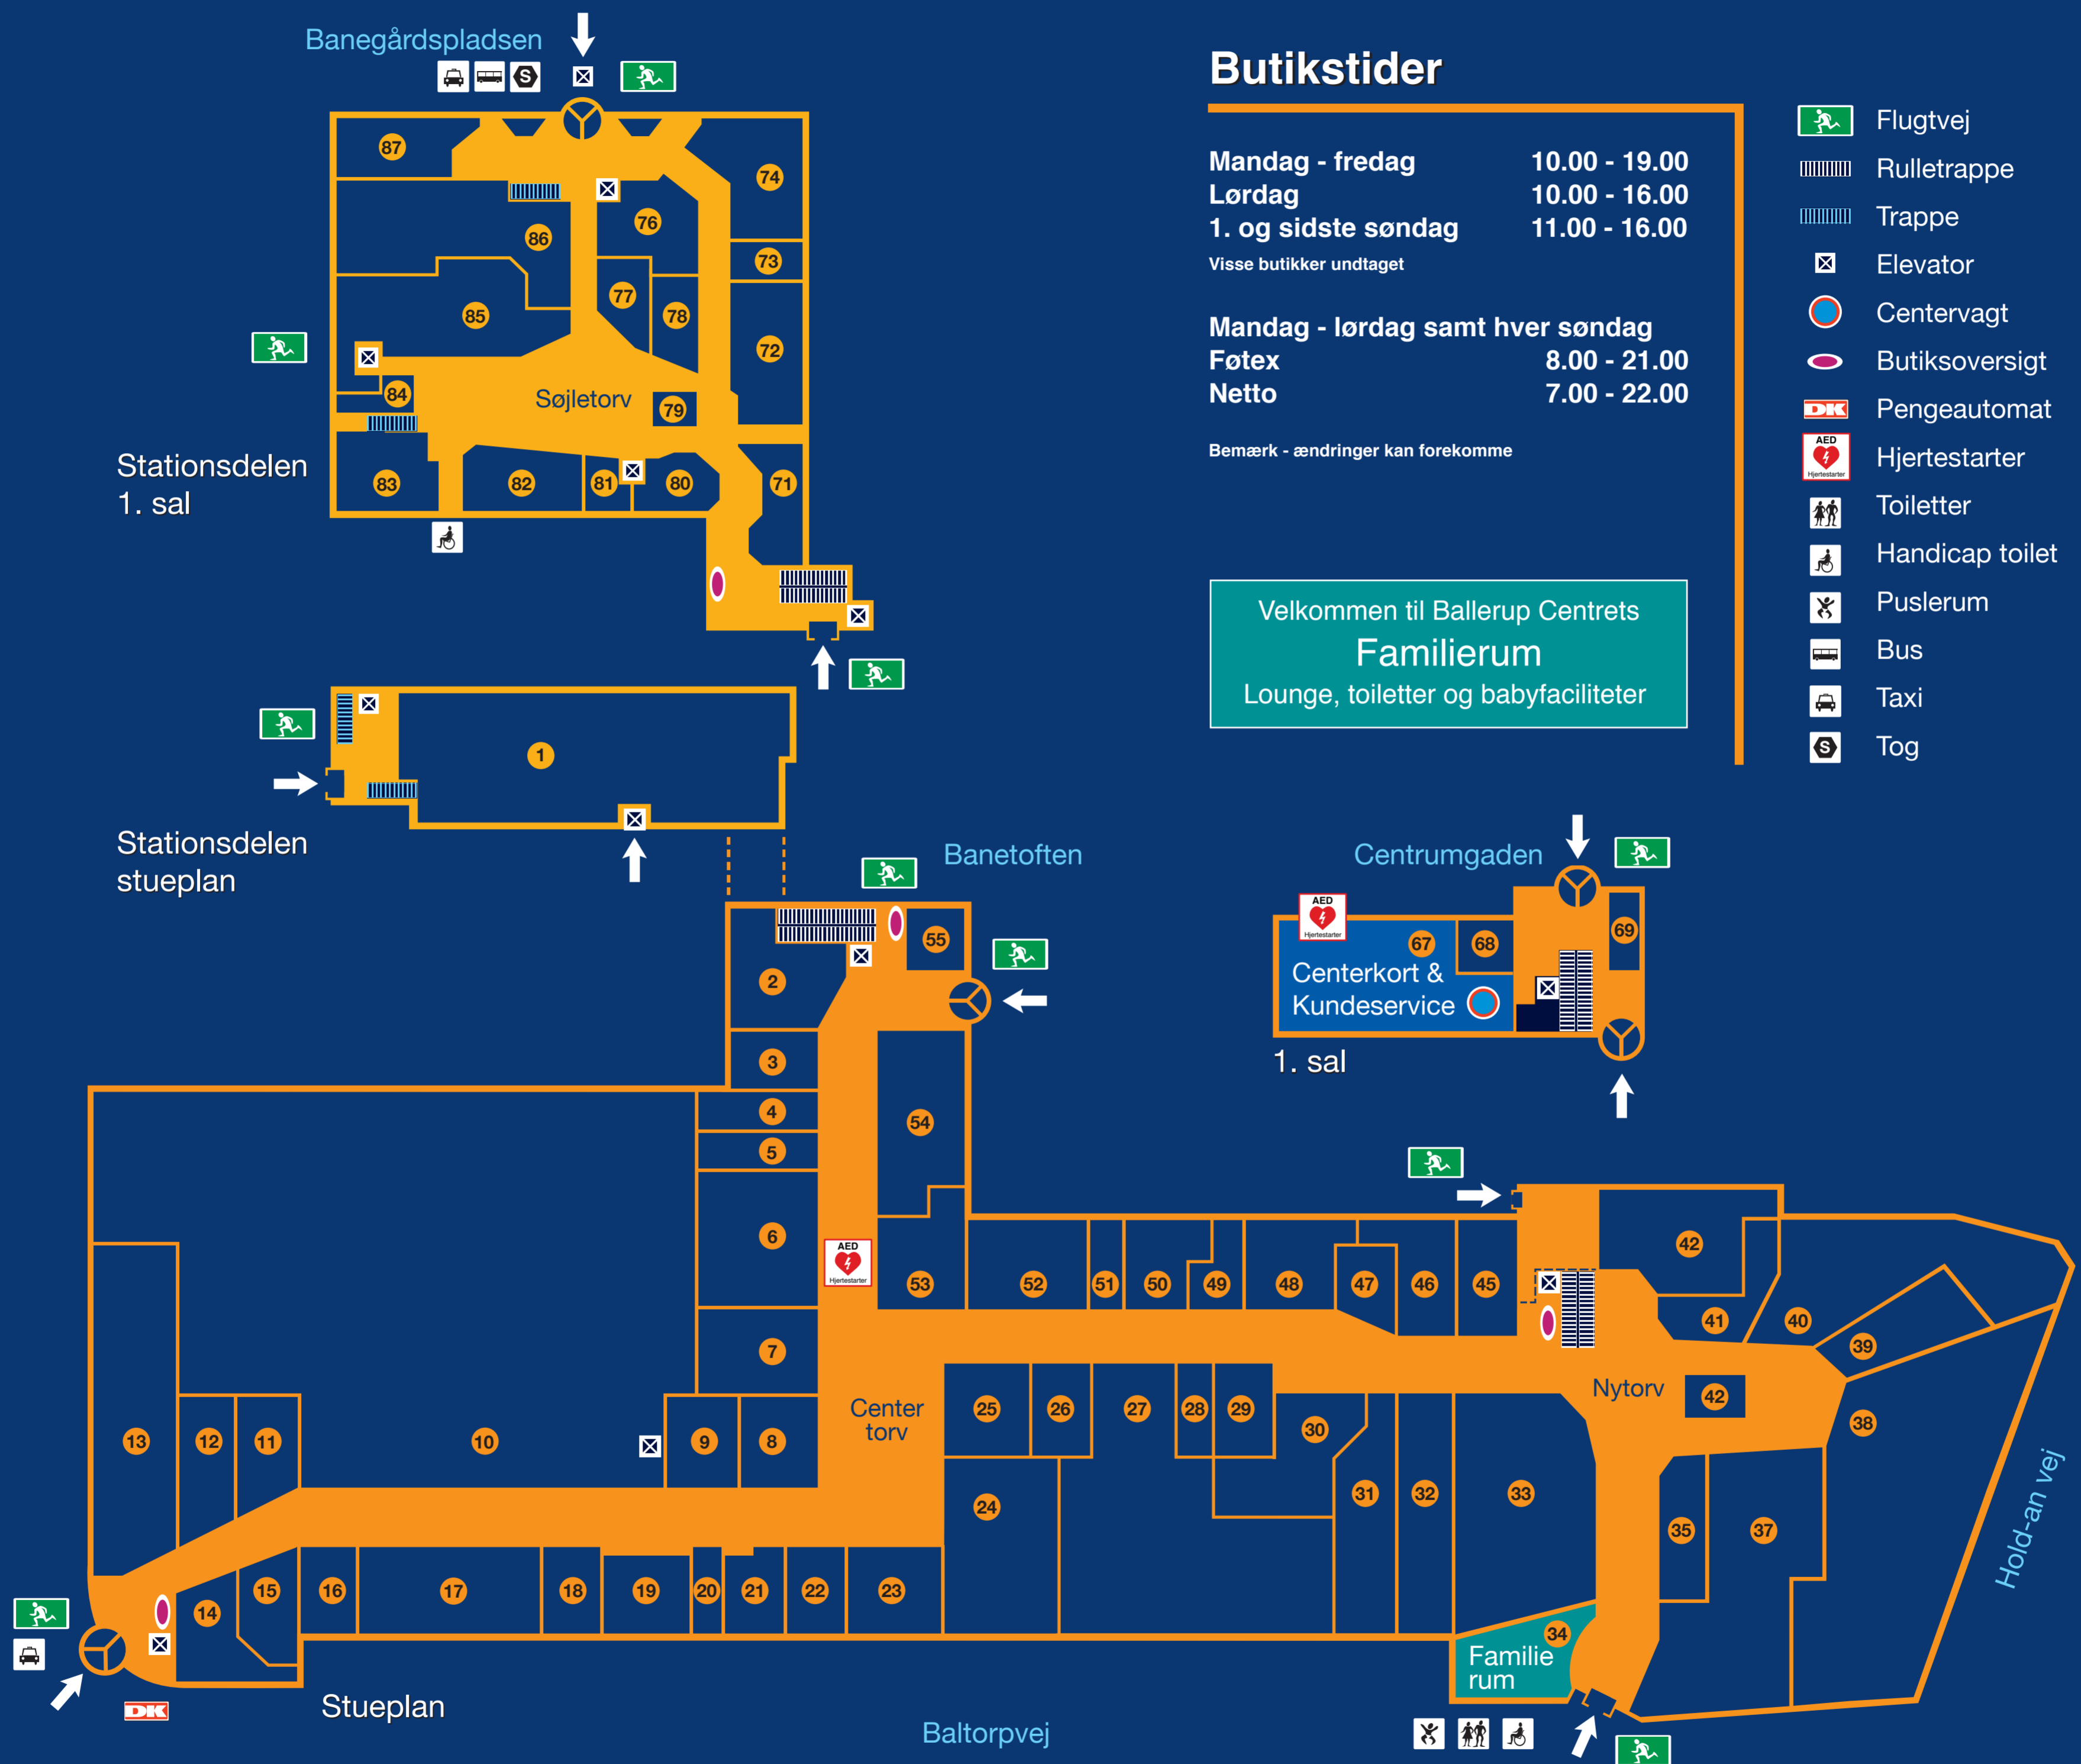 Banegårdspladsen
S
87
74
76
86
73
77
85
78
72
84
Søjletorv
79
Stationsdelen
1. sal
83
82
81
80
71
Butikstider
Mandag - fredag 10.00 - 19.00
Lørdag 10.00 - 16.00
1. og sidste søndag 11.00 - 16.00
Visse butikker undtaget
Mandag - lørdag samt hver søndag
Føtex 8.00 - 21.00
Netto 7.00 - 22.00
Bemærk - ændringer kan forekomme
Velkommen til Ballerup Centrets
Familierum
Lounge, toiletter og babyfaciliteter
Flugtvej
Rulletrappe
Trappe
Elevator
Centervagt
Butiksoversigt
DK Pengeautomat
AED
Hjertestarter
Hjertestarter
Toiletter
Handicap toilet
Puslerum
Bus
Taxi
S Tog
1
Stationsdelen
stueplan
Banetoften
Centrumgaden
AED
Hjertestarter
67
68
69
Centerkort &
Kundeservice
1. sal
55
2
3
4
5
54
6
AED
Hjertestarter
53
52
51
50
49
48
47
46
45
42
41
40
39
7
Center
torv
25
26
27
28
29
30
Nytorv
42
38
13
12
11
10
9
8
24
31
32
33
35
37
Hold-an vej
14
15
16
17
18
19
20
21
22
23
34
Familie
rum
DK
Stueplan
Baltorpvej